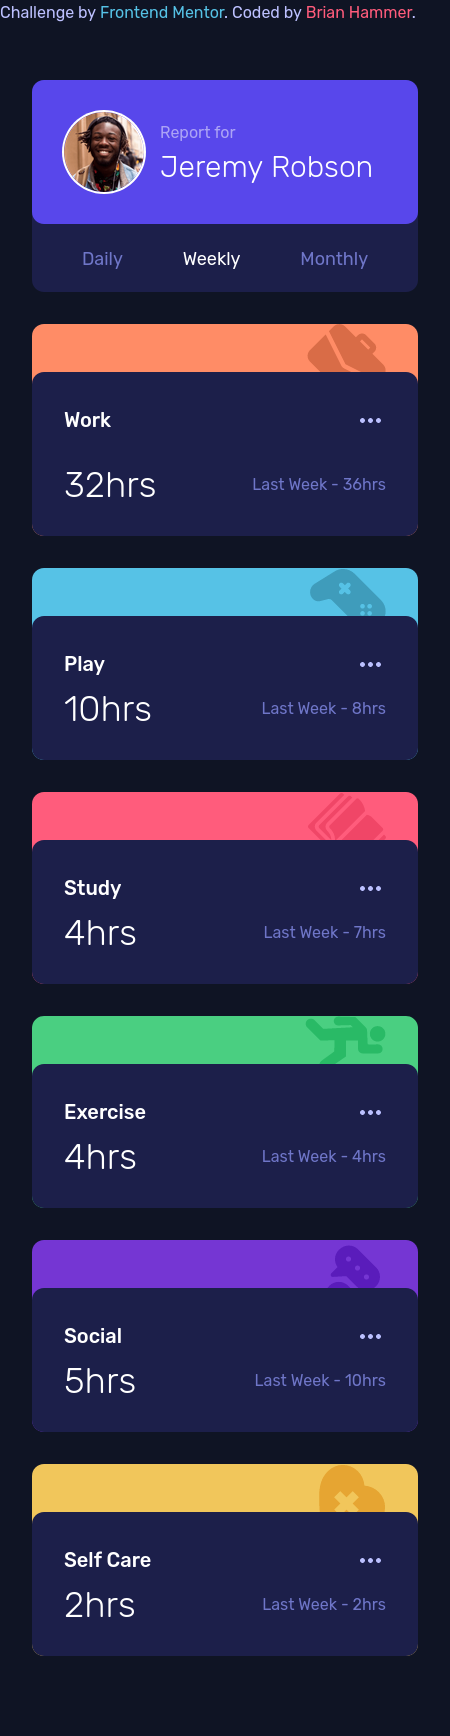 Challenge by Frontend Mentor. Coded by Brian Hammer.
Report for
Jeremy Robson
Daily Weekly Monthly
Work
32hrs Last Week - 36hrs
Play
10hrs Last Week - 8hrs
Study
4hrs Last Week - 7hrs
Exercise
4hrs Last Week - 4hrs
Social
5hrs Last Week - 10hrs
Self Care
2hrs Last Week - 2hrs